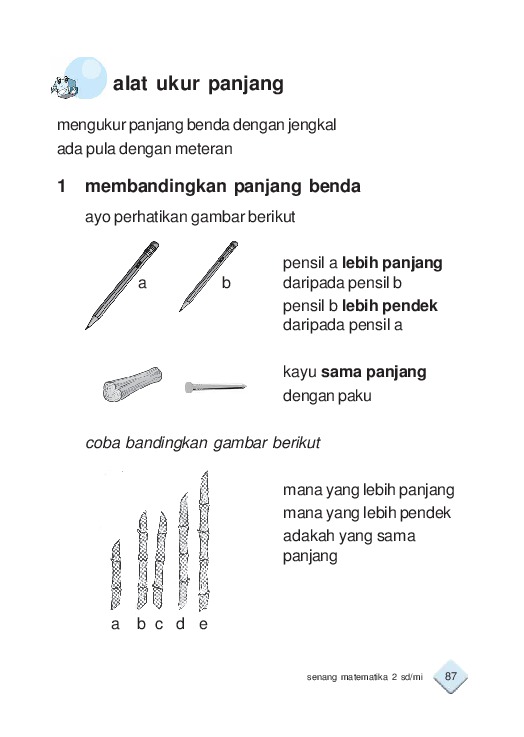 alat ukur panjang
mengukur panjang benda dengan jengkal
ada pula dengan meteran
1 membandingkan panjang benda
ayo perhatikan gambar berikut
a
b
pensil a lebih panjang
daripada pensil b
pensil b lebih pendek
daripada pensil a
kayu sama panjang
dengan paku
coba bandingkan gambar berikut
mana yang lebih panjang
mana yang lebih pendek
adakah yang sama
panjang
a b c d e
senang matematika 2 sd/mi 87